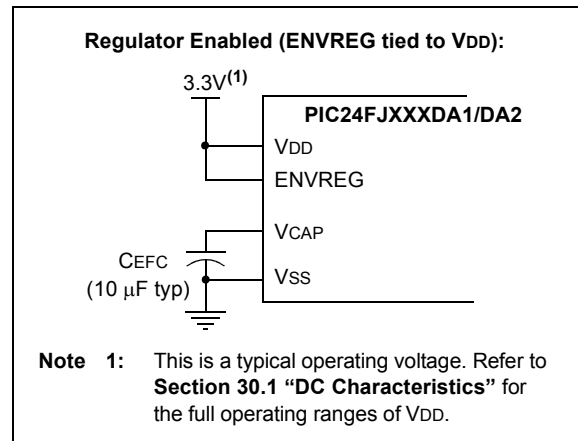 Regulator Enabled (ENVREG tied to VDD):
3.3V(1)
PIC24FJXXXDA1/DA2
VDD
ENVREG
VCAP
CEFC
(10 μF typ)
VSS
Note 1: This is a typical operating voltage. Refer to
Section 30.1 “DC Characteristics” for
the full operating ranges of VDD.